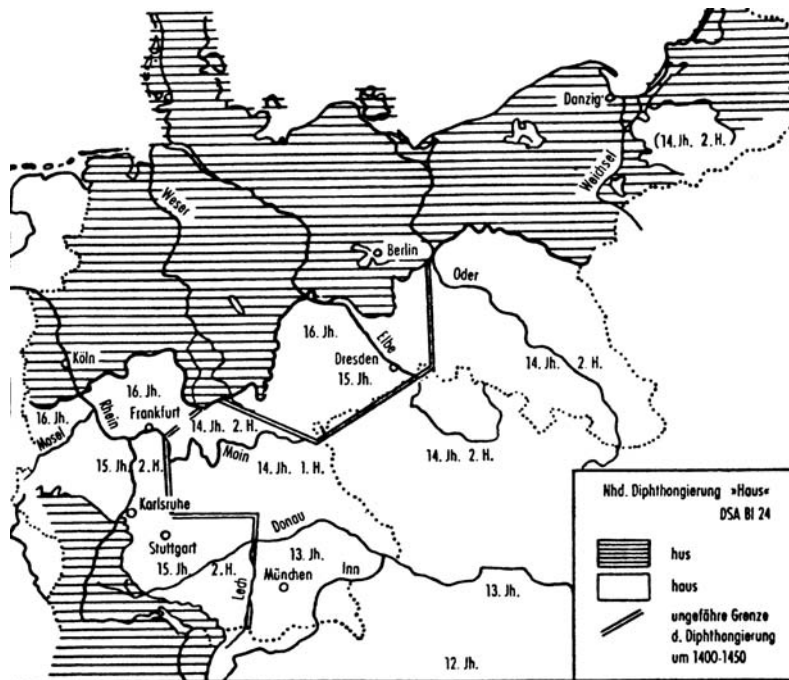 Danzig
(14. Jh. 2. H.)
Weichsel
Weser
Berlin
Oder
16. Jh.
Elbe
Köln
Dresden
15. Jh.
14. Jh. 2. H.
16. Jh.
Frankfurt
16. Jh.
Rhein
Mosel
14. Jh. 2. H.
Main
14. Jh. 2. H.
15. Jh. 2. H.
14. Jh. 1. H.
Karlsruhe
Stuttgart
Donau
15. Jh. 2. H.
13. Jh.
Lech
München
Inn
13. Jh.
12. Jh.
Nhd. Diphthongierung »Haus«
DSA Bl 24
hus
haus
ungefähre Grenze
d. Diphthongierung
um 1400-1450